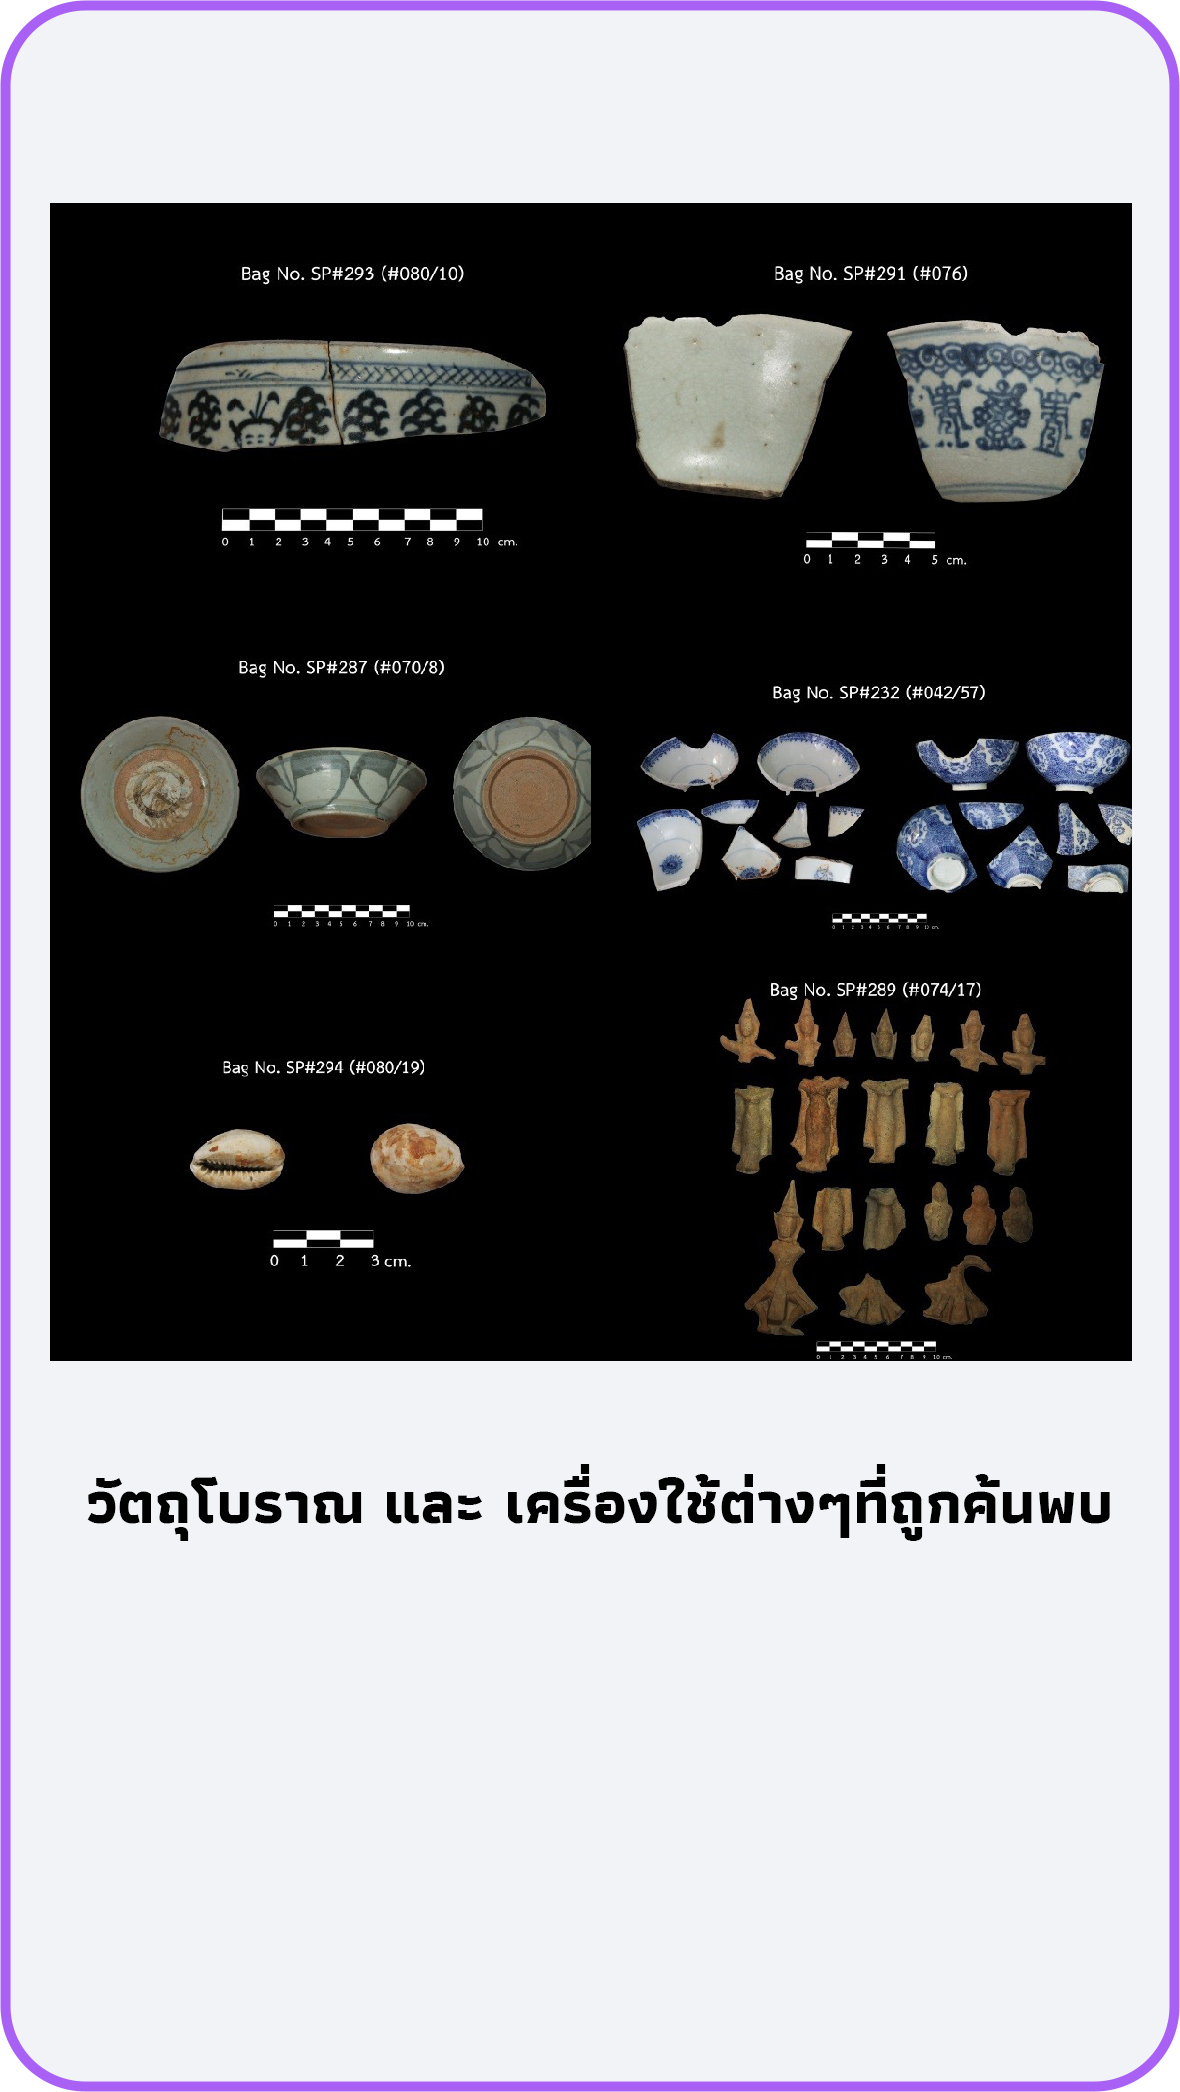 Bag No. SP#293 (#080/10)
0 1 2 3 4 5 6 7 8 9 10 cm.
Bag No. SP#291 (#076)
0 1 2 3 4 5 cm.
Bag No. SP#287 (#070/8)
0 1 2 3 4 5 6 7 8 9 10 cm.
Bag No. SP#232 (#042/57)
0 1 2 3 4 5 6 7 8 9 10 cm.
Bag No. SP#294 (#080/19)
0 1 2 3 cm.
Bag No. SP#289 (#074/17)
0 1 2 3 4 5 6 7 8 9 10 cm.
วัตถุโบราณ และ เครื่องใช้ต่างๆที่ถูกค้นพบ